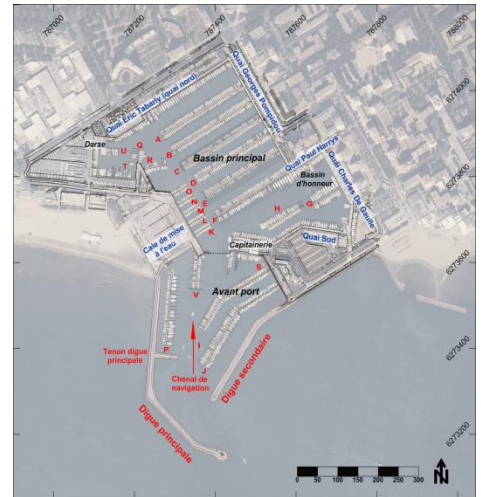 787000
787200
787400
787600
787800
788000
6274000
6273800
6273600
6273400
6273200
Quai Eric Tabarly (quai nord)
Quai Georges Pompidou
Quai Paul Harrys
Quai Charles De Gaulle
Darse
U
Q
A
T
R
B
C
Bassin principal
Bassin
d'honneur
D
O
N
E
M
F
L
K
H
G
Cale de mise
à l'eau
Capitainerie
Quai Sud
S
V
Avant port
P
I
J
Tenon digue
principale
Chenal de
navigation
Digue secondaire
Digue principale
0 50 100 150 200 250 300
N